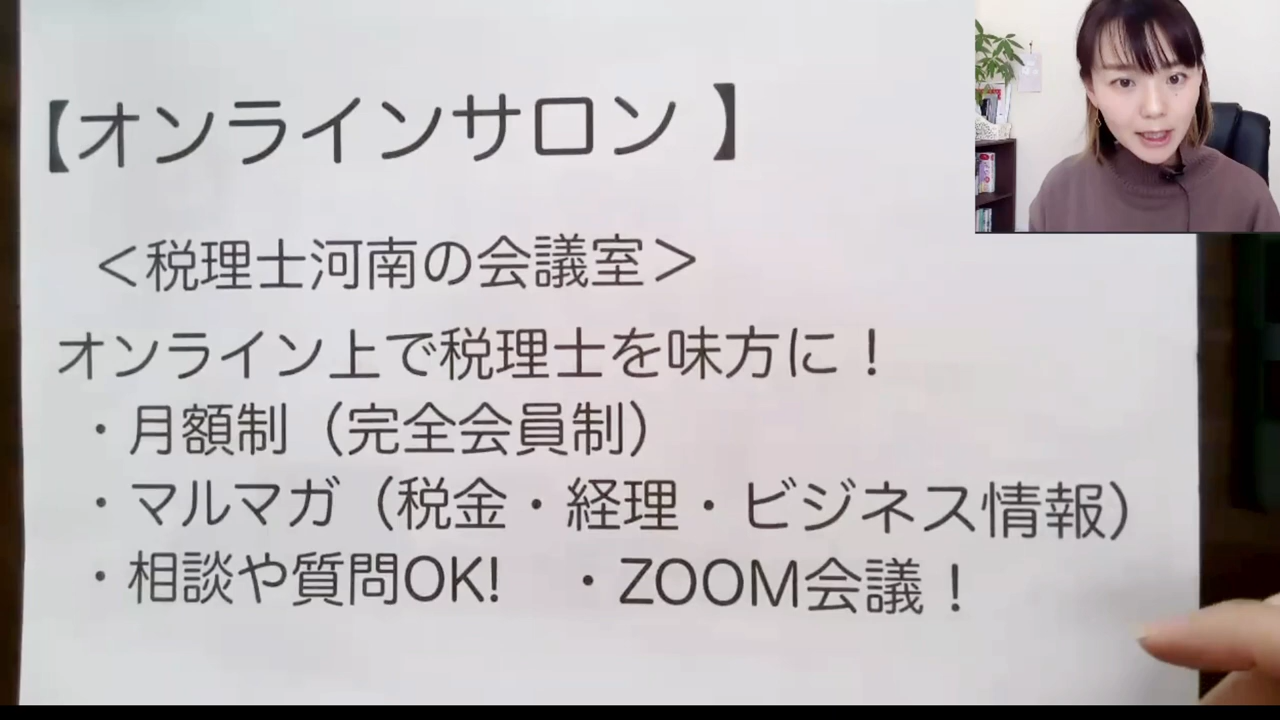 【オンラインサロン 】
＜税理士河南の会議室＞
オンライン上で税理士を味方に！
・月額制（完全会員制）
・マルマガ（税金・経理・ビジネス情報）
・相談や質問OK!　・ZOOM会議！